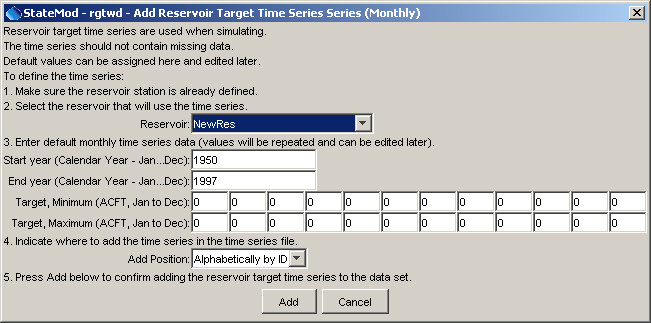 StateMod - rgtwd - Add Reservoir Target Time Series Series (Monthly)
Reservoir target time series are used when simulating.
The time series should not contain missing data.
Default values can be assigned here and edited later.
To define the time series:
1. Make sure the reservoir station is already defined.
2. Select the reservoir that will use the time series.
Reservoir: NewRes
3. Enter default monthly time series data (values will be repeated and can be edited later).
Start year (Calendar Year - Jan...Dec): 1950
End year (Calendar Year - Jan...Dec): 1997
Target, Minimum (ACFT, Jan to Dec): 0 0 0 0 0 0 0 0 0 0 0 0
Target, Maximum (ACFT, Jan to Dec): 0 0 0 0 0 0 0 0 0 0 0 0
4. Indicate where to add the time series in the time series file.
Add Position: Alphabetically by ID
5. Press Add below to confirm adding the reservoir target time series to the data set.
Add Cancel